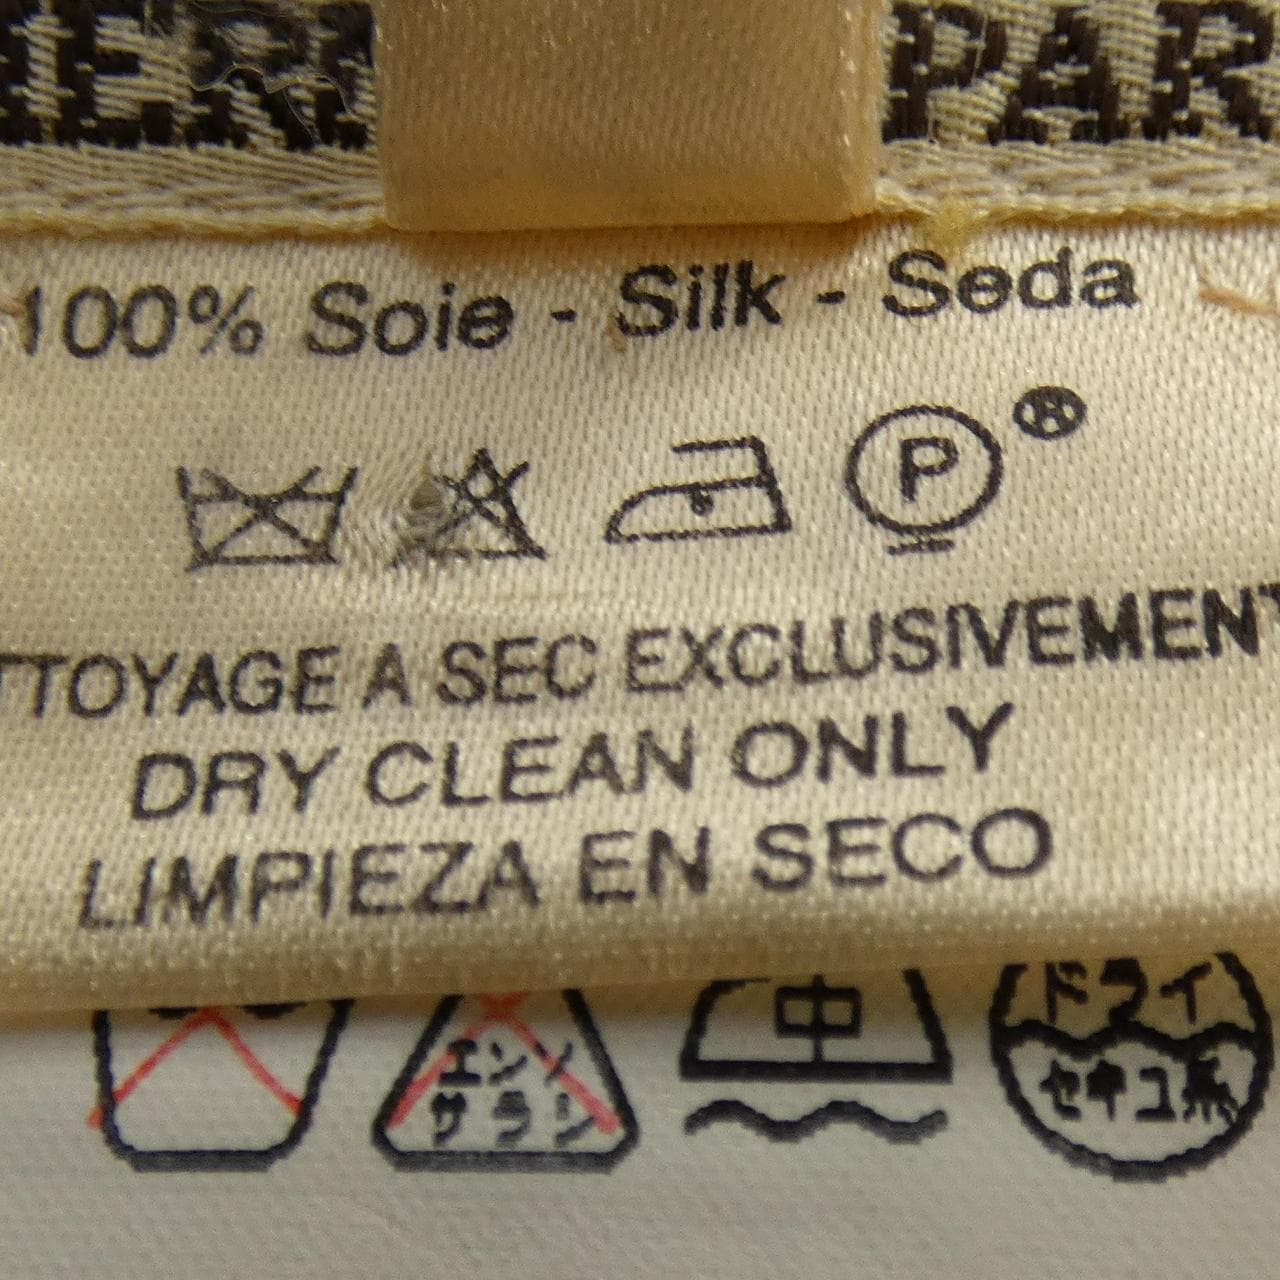 PAR
100% Soie - Silk - Seda
P ®
TTOYAGE A SEC EXCLUSIVEMENT
DRY CLEAN ONLY
LIMPIEZA EN SECO
エンソ サラシ
中
ドライ セキユ系